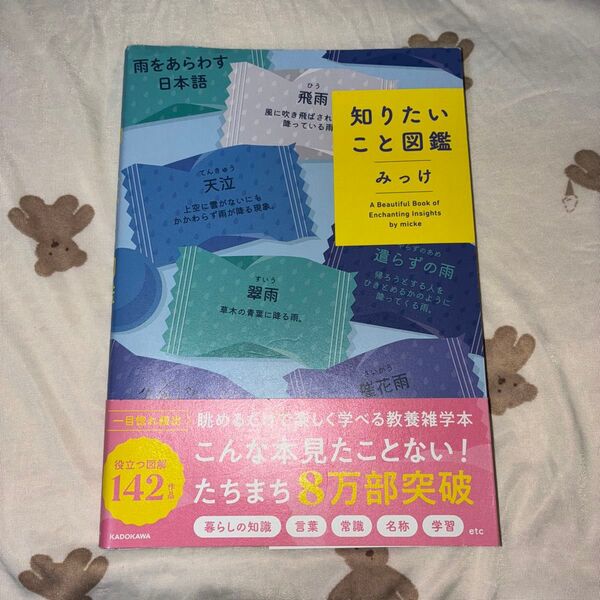 雨をあらわす
日本語
ひう
飛雨
風に吹き飛ばされ
降っている雨
知りたい
こと図鑑
みっけ
A Beautiful Book of
Enchanting Insights
by micke
てんきゅう
天泣
上空に雲がないにも
かかわらず雨が降る現象。
遣らずの雨
帰ろうとする人を
ひきとめるかのように
降ってくる雨。
すいう
翠雨
草木の青葉に降る雨。
さいかう
催花雨
一目惚れ続出!
眺めるだけで楽しく学べる教養雑学本
こんな本見たことない!
たちまち8万部突破
役立つ図解
142作品
暮らしの知識 言葉 常識 名称 学習 etc
KADOKAWA